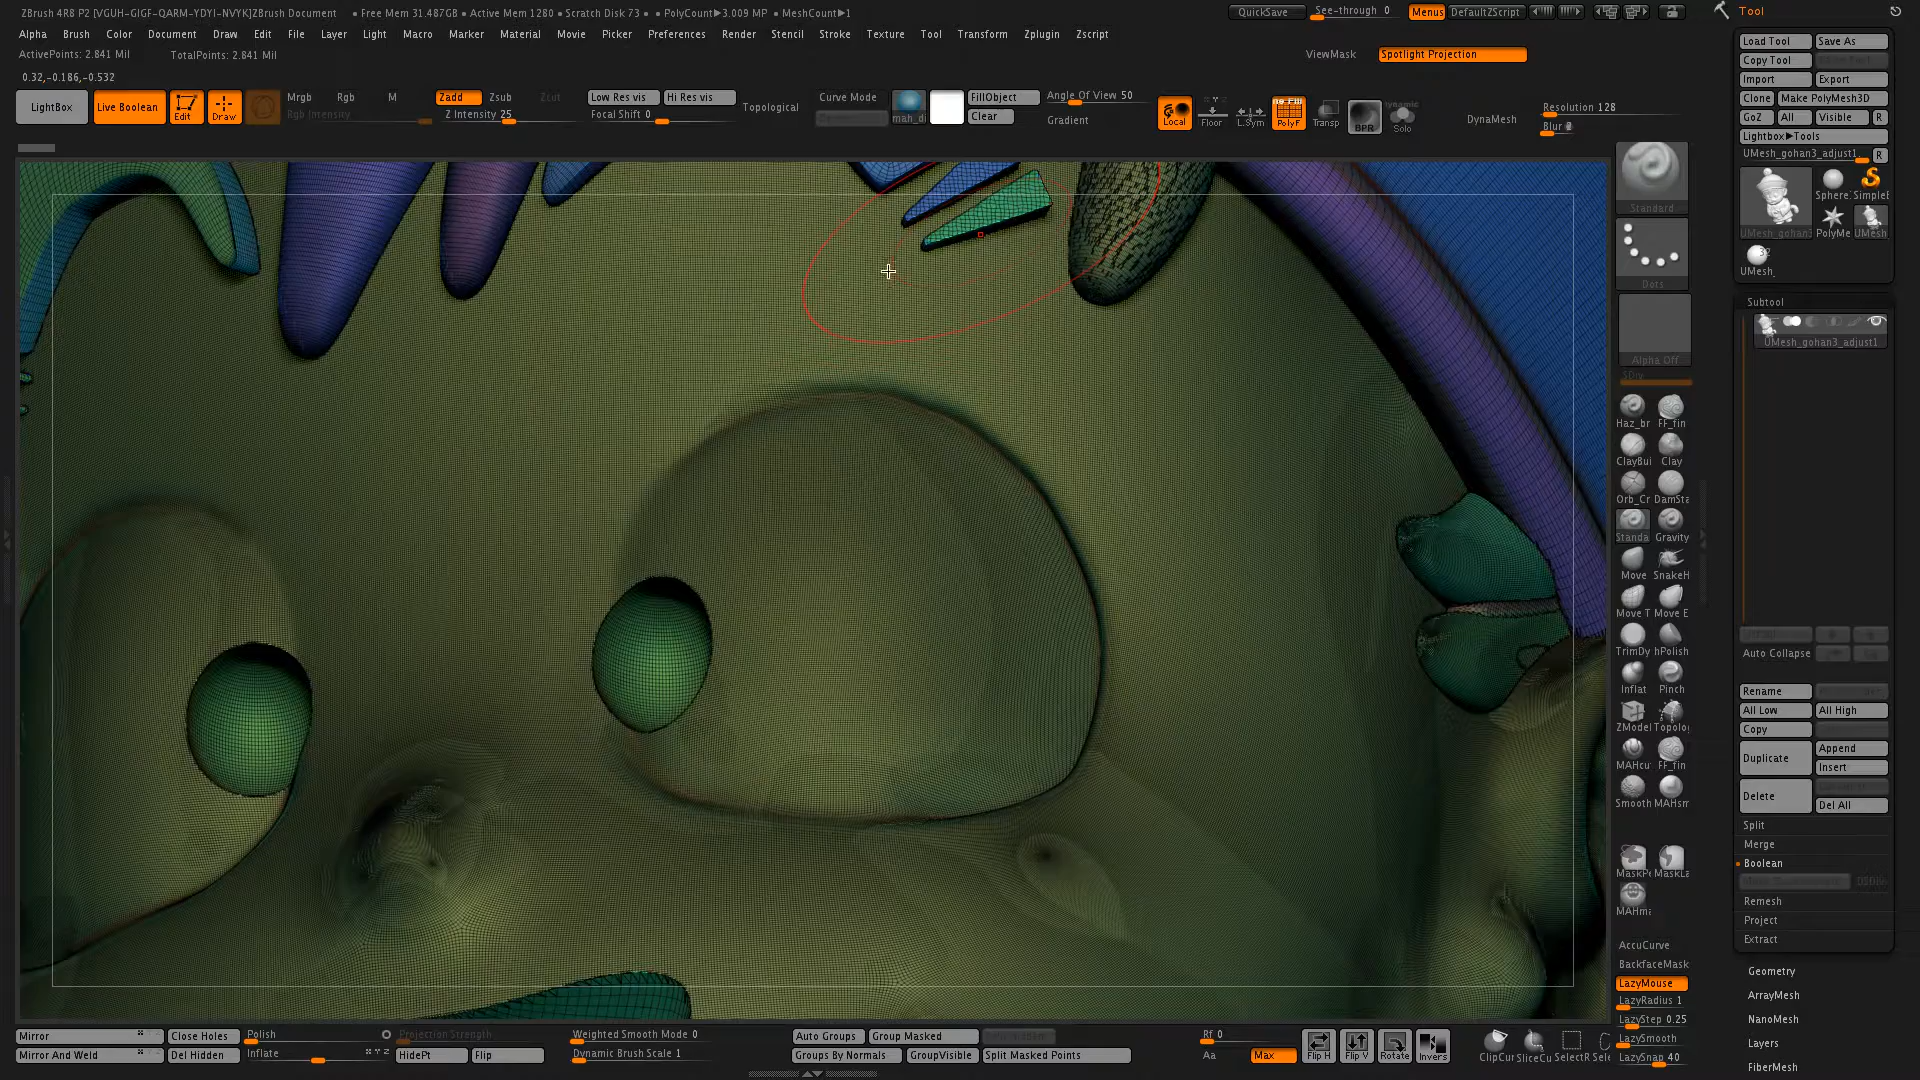 ZBrush 4R8 P2 [VGUH-GIGF-QARM-YDYI-NVYK]ZBrush Document • Free Mem 31.487GB • Active Mem 1280 • Scratch Disk 73 • • PolyCount▶3.009 MP • MeshCount▶1
QuickSave See-through 0 Menus DefaultZScript
Tool
Alpha Brush Color Document Draw Edit File Layer Light Macro Marker Material Movie Picker Preferences Render Stencil Stroke Texture Tool Transform Zplugin Zscript
ActivePoints: 2.841 Mil TotalPoints: 2.841 Mil
ViewMask Spotlight Projection
0.32,-0.186,-0.532
LightBox Live Boolean Edit Draw
Mrgb Rgb M
Rgb Intensity
Zadd Zsub Zcut
Z Intensity 25
Low Res vis Hi Res vis
Focal Shift 0
Topological
Curve Mode
FillObject
Clear
Angle Of View 50
Gradient
Local Floor L.Sym PolyF Transp BPR Dynamic Solo
DynaMesh
Resolution 128
Blur
Load Tool Save As
Copy Tool
Import Export
Clone Make PolyMesh3D
GoZ All Visible R
Lightbox▶Tools
UMesh_gohan3_adjust1. R
Sphere. SimpleB
UMesh_gohan3 PolyMe UMesh
32
UMesh_
Subtool
UMesh_gohan3_adjust1
Auto Collapse
Rename
All Low All High
Copy
Duplicate Append
Insert
Delete
Del All
Split
Merge
Boolean
Remesh
Project
Extract
Geometry
ArrayMesh
NanoMesh
Layers
FiberMesh
Standard
Dots
Alpha Off
Haz_br FF_fin
ClayBui Clay
Orb_Cr DamSta
Standa Gravity
Move SnakeH
Move T Move E
TrimDy hPolish
Inflat Pinch
ZModel Topolo
MAHcu FF_fin
Smooth MAHsm
MaskPe MaskLa
MAHma
AccuCurve
BackfaceMask
LazyMouse
LazyRadius 1
LazyStep 0.25
LazySmooth
LazySnap 40
Mirror Close Holes Polish Projection Strength Weighted Smooth Mode 0 Auto Groups Group Masked Rf 0
Mirror And Weld Del Hidden Inflate HidePt Flip Dynamic Brush Scale 1 Groups By Normals GroupVisible Split Masked Points Aa Max
Flip H Flip V Rotate Invers ClipCur SliceCu SelectR Sele